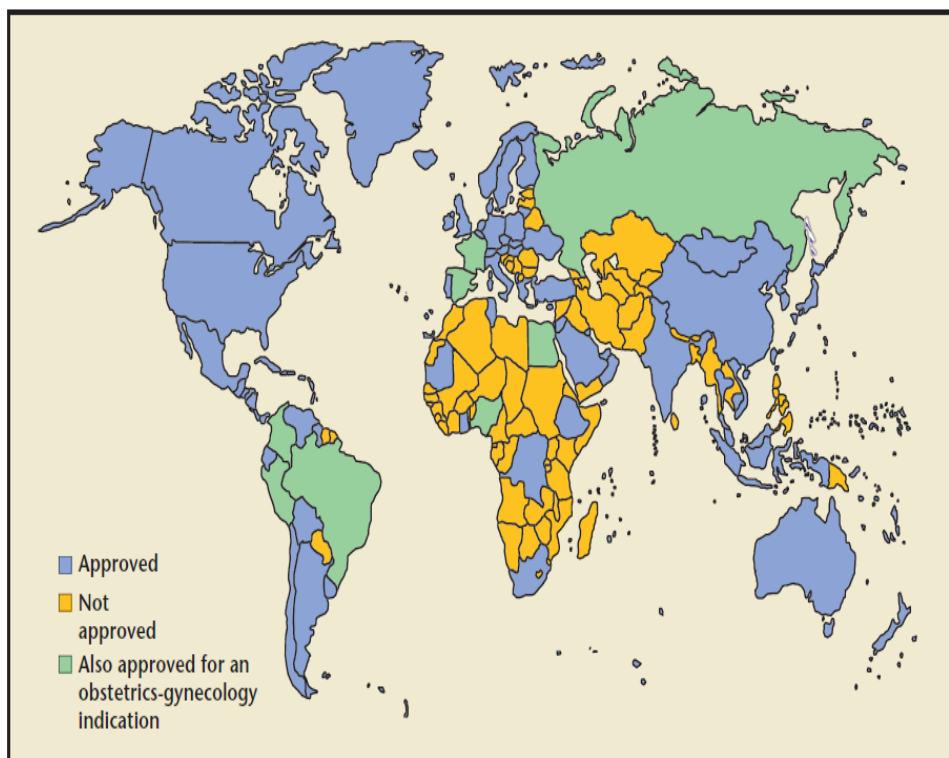 Approved
Not
approved
Also approved for an
obstetrics-gynecology
indication